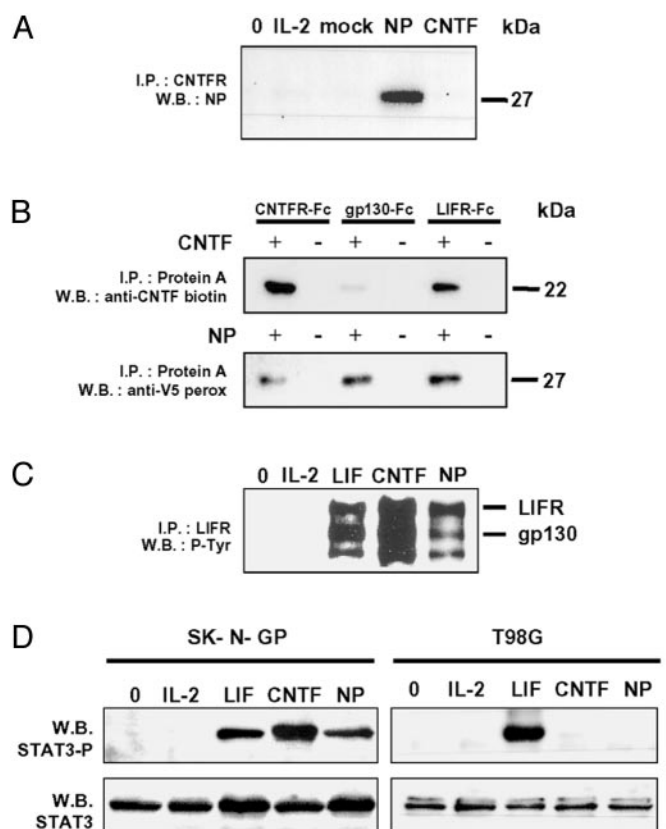 A
0 IL-2 mock NP CNTF kDa
I.P. : CNTFR
W.B. : NP
27
B
CNTFR-Fc gp130-Fc LIFR-Fc kDa
CNTF + - + - + -
I.P. : Protein A
W.B. : anti-CNTF biotin
22
NP + - + - + -
I.P. : Protein A
W.B. : anti-V5 perox
27
C
0 IL-2 LIF CNTF NP
I.P. : LIFR
W.B. : P-Tyr
LIFR
gp130
D
SK- N- GP T98G
0 IL-2 LIF CNTF NP 0 IL-2 LIF CNTF NP
W.B.
STAT3-P
W.B.
STAT3